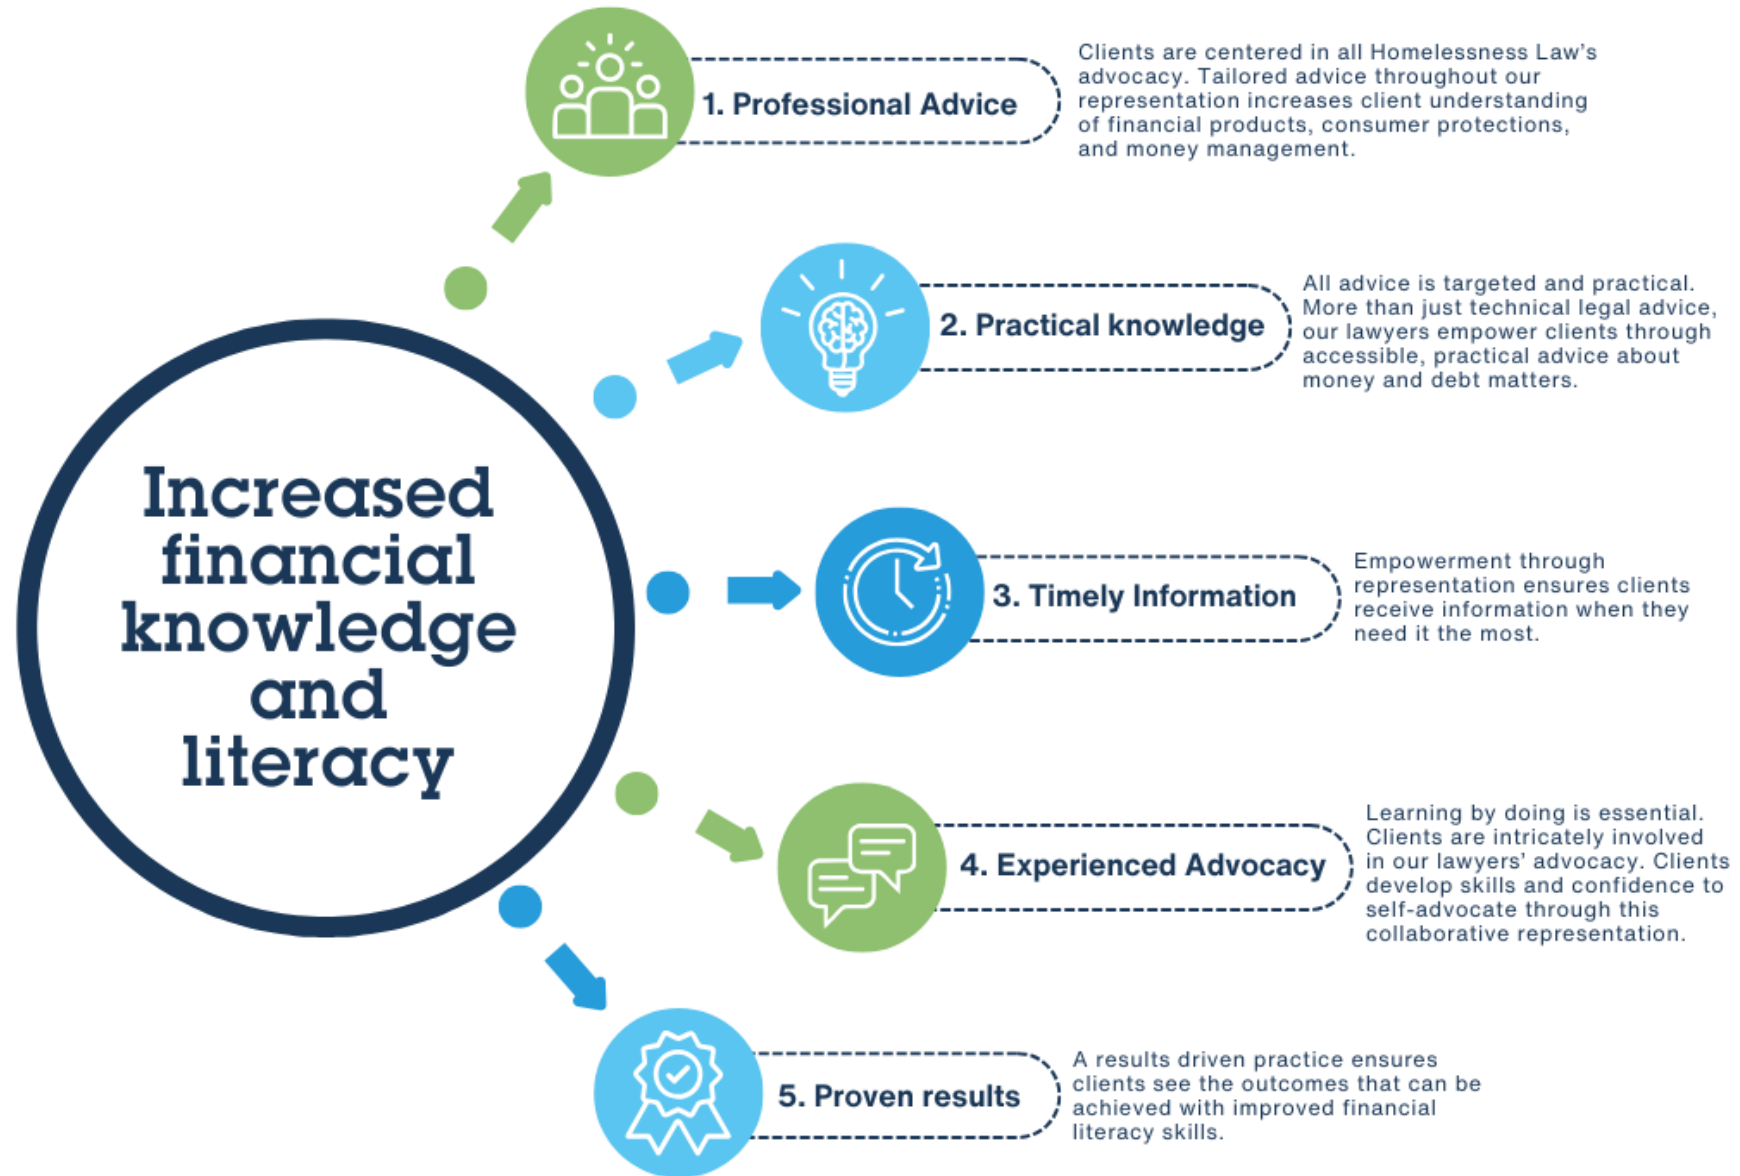 Increased
financial
knowledge
and
literacy
1. Professional Advice
Clients are centered in all Homelessness Law's
advocacy. Tailored advice throughout our
representation increases client understanding
of financial products, consumer protections,
and money management.
2. Practical knowledge
All advice is targeted and practical.
More than just technical legal advice,
our lawyers empower clients through
accessible, practical advice about
money and debt matters.
3. Timely Information
Empowerment through
representation ensures clients
receive information when they
need it the most.
4. Experienced Advocacy
Learning by doing is essential.
Clients are intricately involved
in our lawyers' advocacy. Clients
develop skills and confidence to
self-advocate through this
collaborative representation.
5. Proven results
A results driven practice ensures
clients see the outcomes that can be
achieved with improved financial
literacy skills.